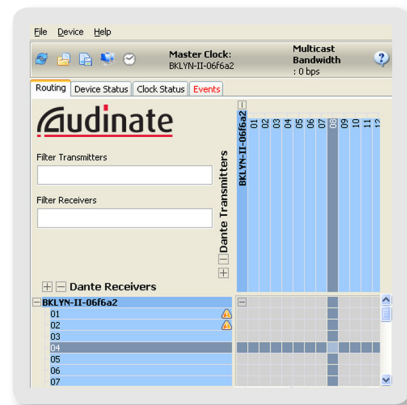 File Device Help
Master Clock:
BKLYN-II-06f6a2
Multicast
Bandwidth
: 0 bps
?
Routing Device Status Clock Status Events
Audinate
Filter Transmitters
Filter Receivers
Dante Transmitters
BKLYN-II-06f6a2
01
02
03
04
05
06
07
08
09
10
11
12
Dante Receivers
BKLYN-II-06f6a2
01
02
03
04
05
06
07